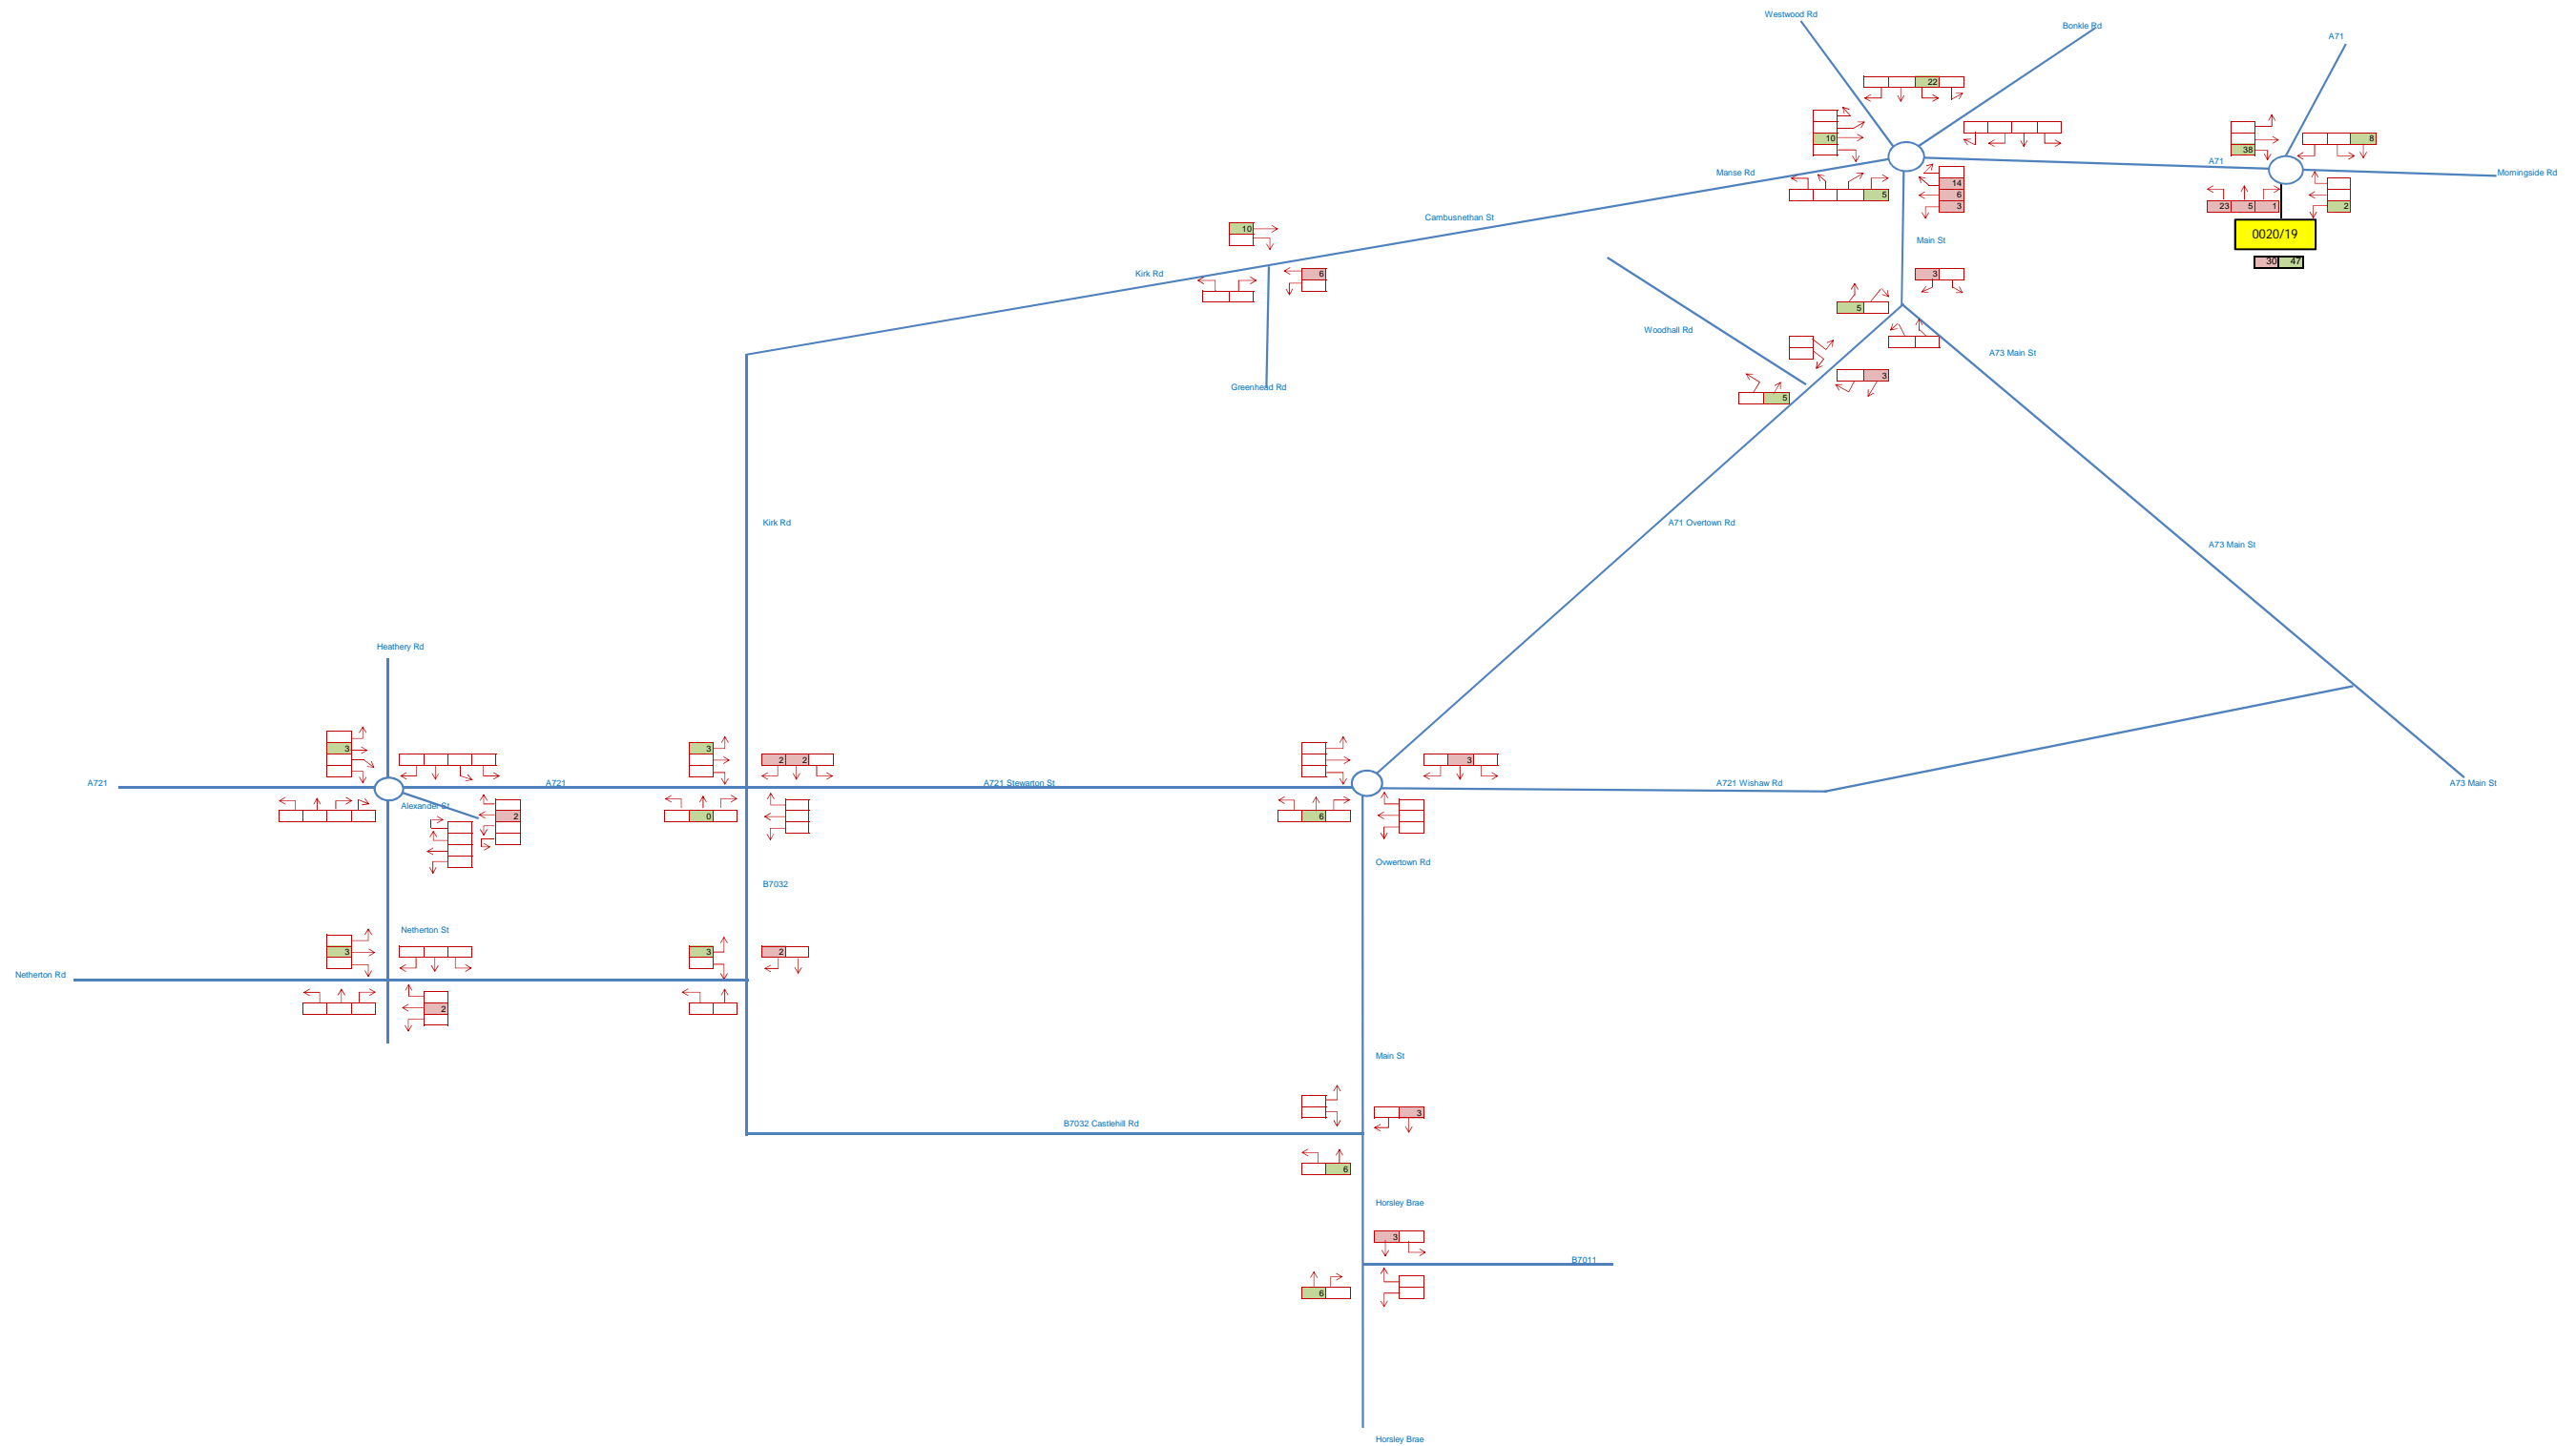 Westwood Rd
Bonkle Rd
A71
22
10
8
38
A71
Manse Rd
Morningside Rd
14
5
6
3
23 5 1
2
Cambusnethan St
10
0020/19
Main St
30 47
Kirk Rd
6
3
5
Woodhall Rd
A73 Main St
3
Greenhead Rd
5
Kirk Rd
A71 Overtown Rd
A73 Main St
Heathery Rd
3
3
2 2
3
A721
A721
A721 Stewarton St
A721 Wishaw Rd
A73 Main St
Alexander St
2
0
6
Ovwertown Rd
B7032
Netherton St
3
3
2
Netherton Rd
2
Main St
3
B7032 Castlehill Rd
6
Horsley Brae
3
B7011
6
Horsley Brae